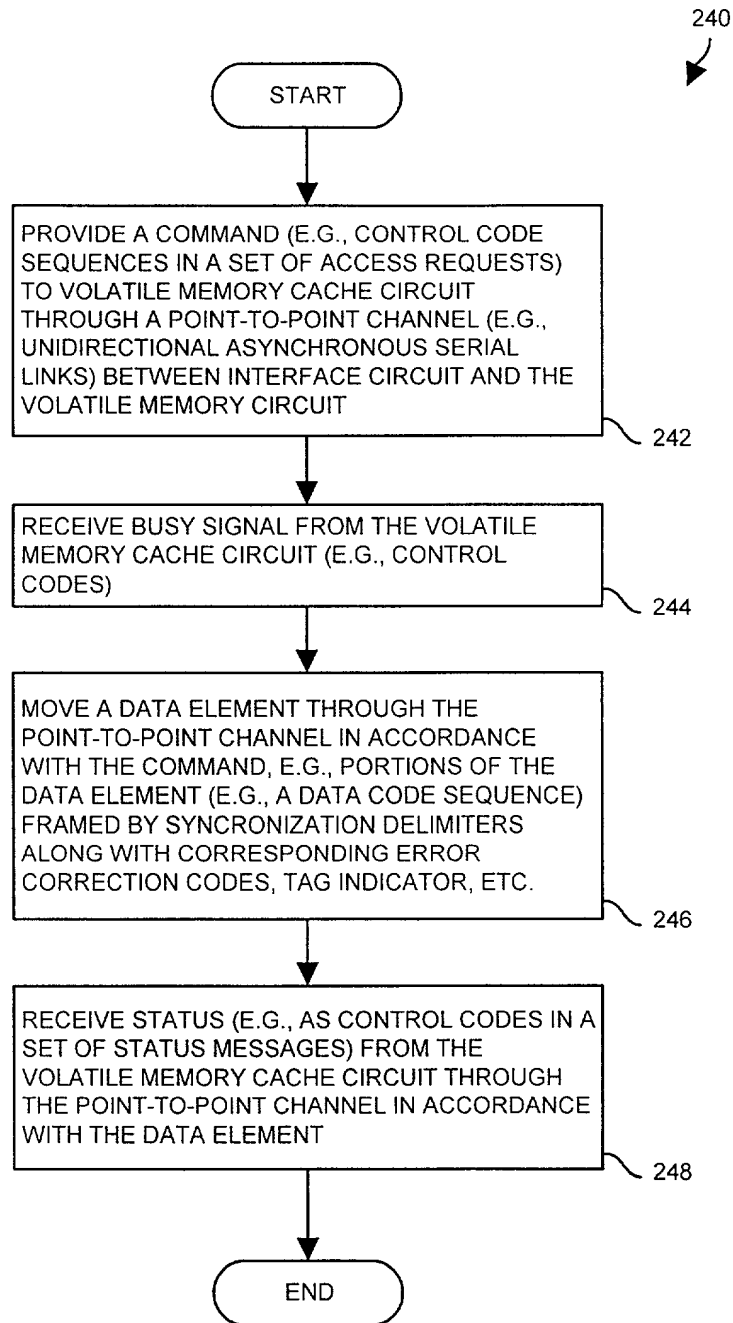 240
START
PROVIDE A COMMAND (E.G., CONTROL CODE
SEQUENCES IN A SET OF ACCESS REQUESTS)
TO VOLATILE MEMORY CACHE CIRCUIT
THROUGH A POINT-TO-POINT CHANNEL (E.G.,
UNIDIRECTIONAL ASYNCHRONOUS SERIAL
LINKS) BETWEEN INTERFACE CIRCUIT AND THE
VOLATILE MEMORY CIRCUIT
242
RECEIVE BUSY SIGNAL FROM THE VOLATILE
MEMORY CACHE CIRCUIT (E.G., CONTROL
CODES)
244
MOVE A DATA ELEMENT THROUGH THE
POINT-TO-POINT CHANNEL IN ACCORDANCE
WITH THE COMMAND, E.G., PORTIONS OF THE
DATA ELEMENT (E.G., A DATA CODE SEQUENCE)
FRAMED BY SYNCRONIZATION DELIMITERS
ALONG WITH CORRESPONDING ERROR
CORRECTION CODES, TAG INDICATOR, ETC.
246
RECEIVE STATUS (E.G., AS CONTROL CODES IN A
SET OF STATUS MESSAGES) FROM THE
VOLATILE MEMORY CACHE CIRCUIT THROUGH
THE POINT-TO-POINT CHANNEL IN ACCORDANCE
WITH THE DATA ELEMENT
248
END